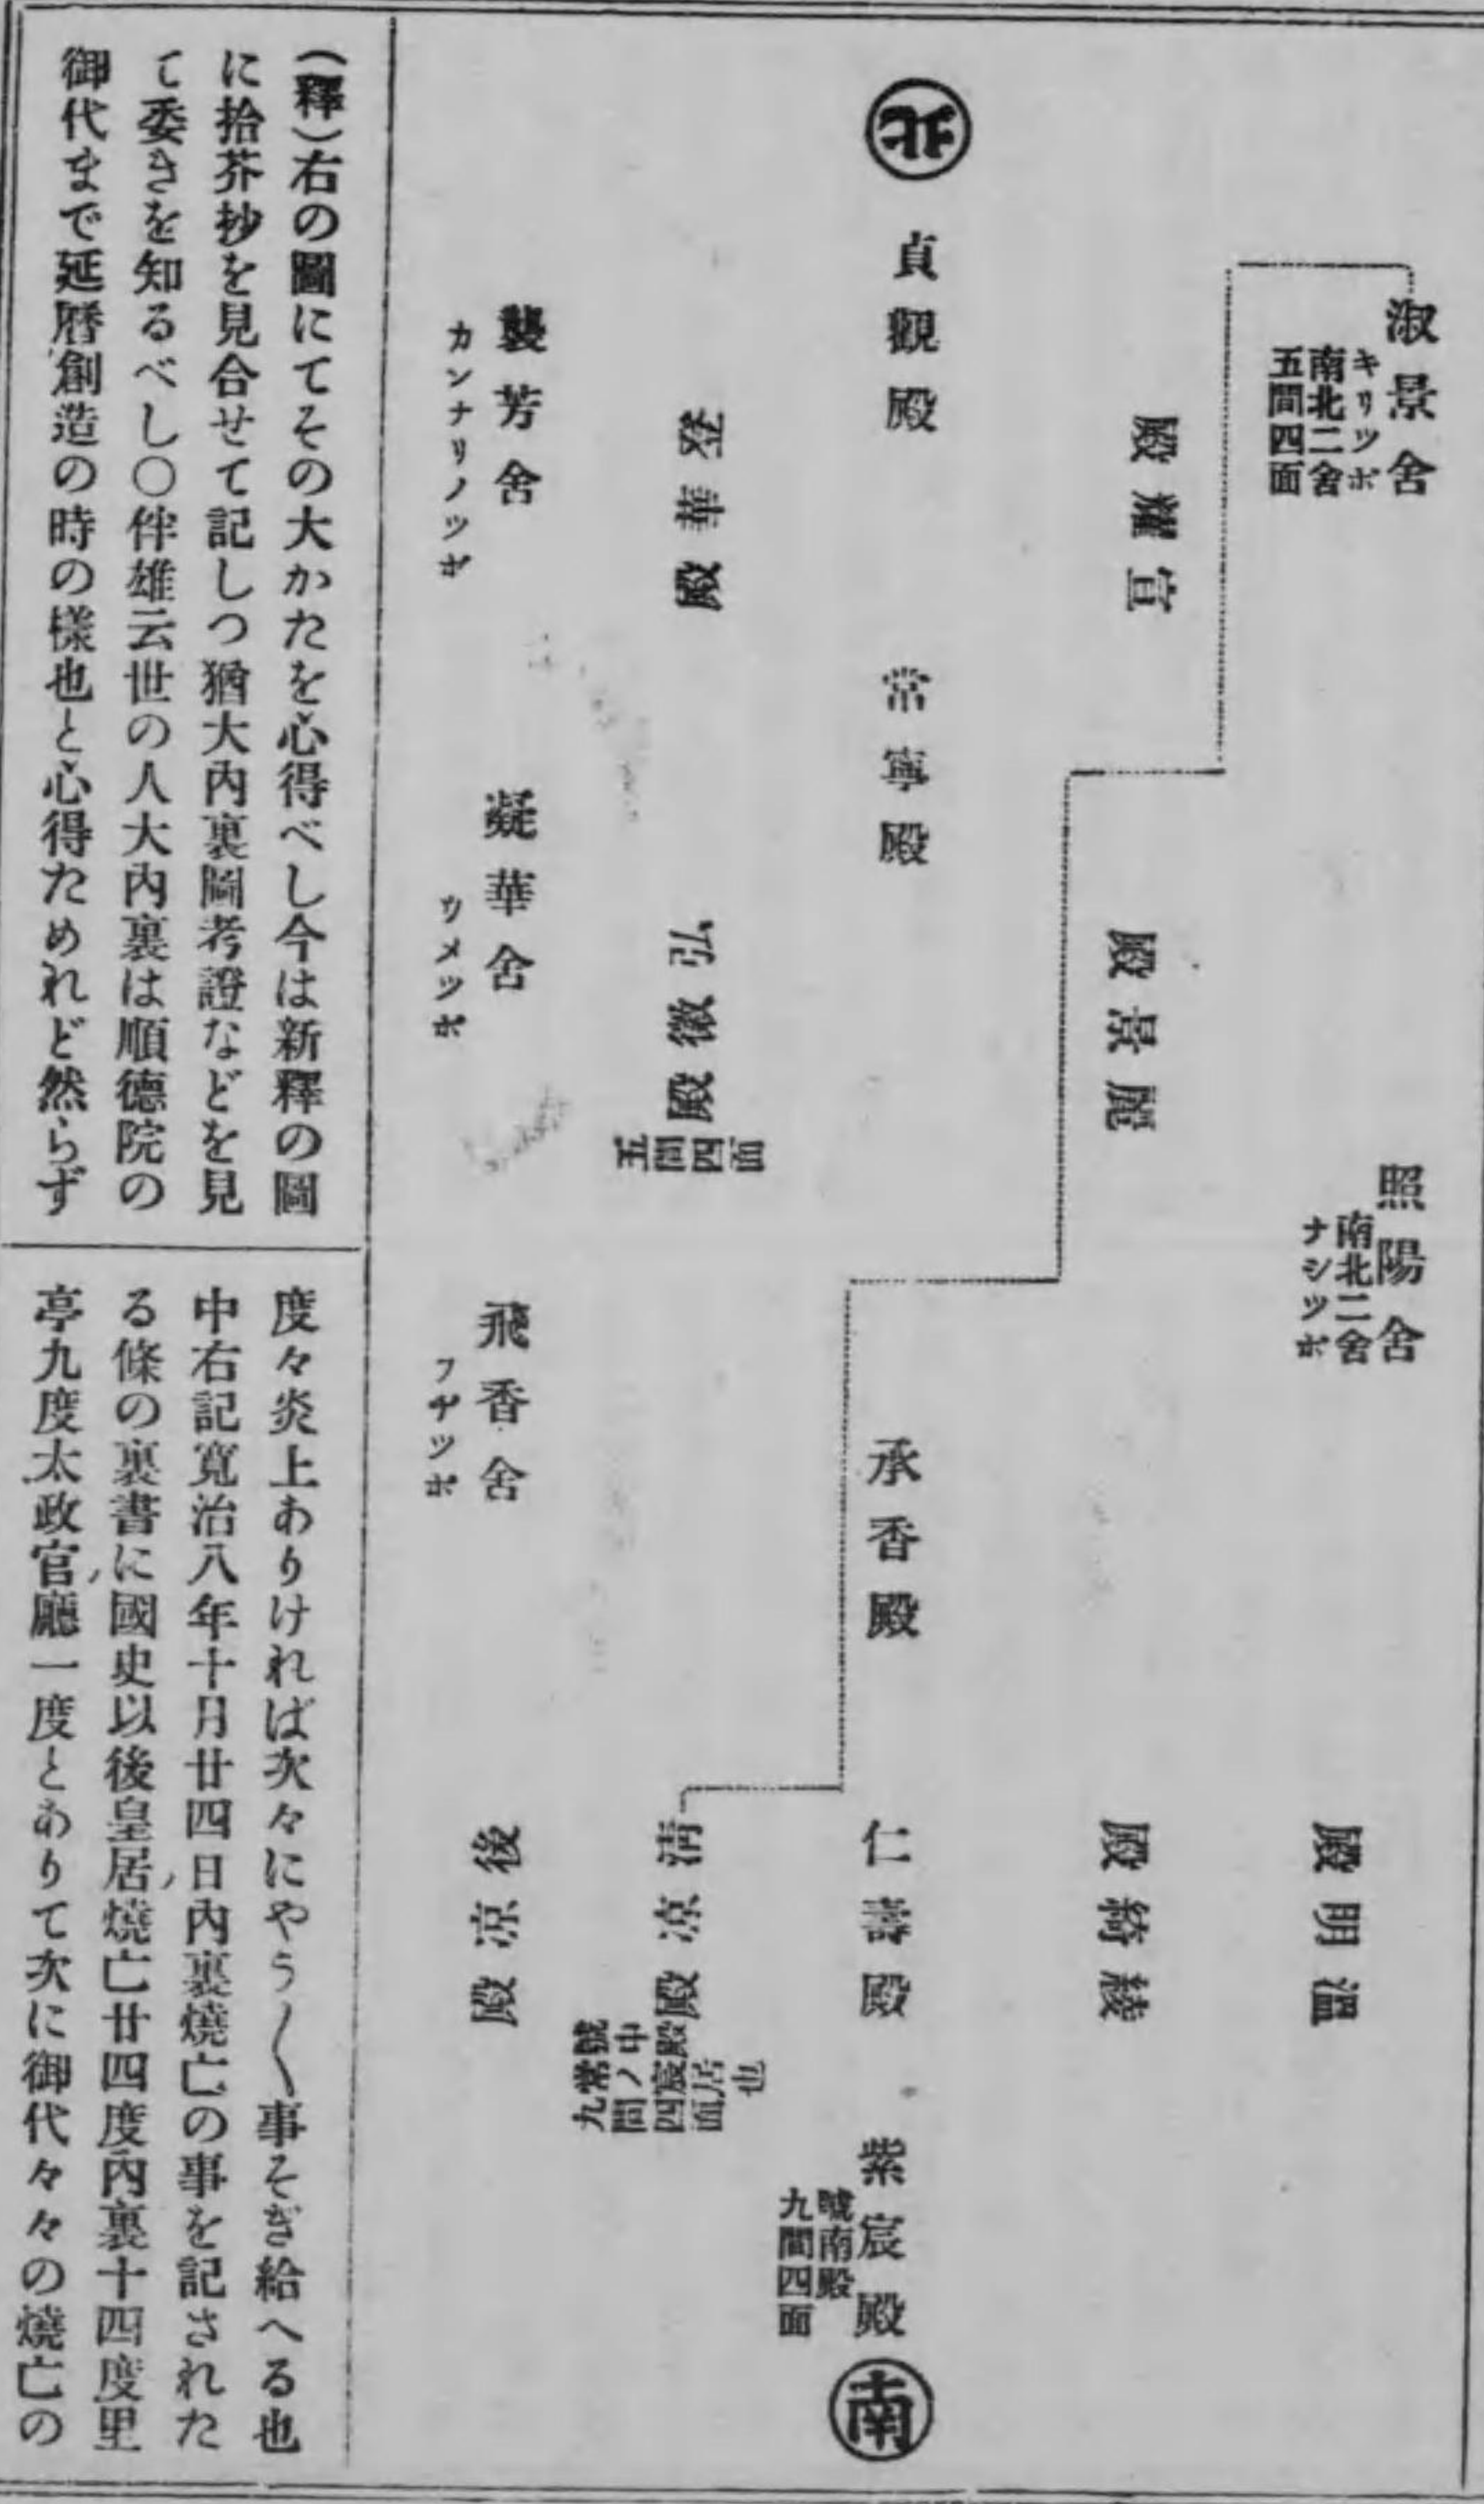 北
淑景舍
キリツボ
南北二舍
五間四面
照陽舍
南北二舍
ナシツボ
溫明殿
宣耀殿
麗景殿
綾綺殿
貞觀殿
常寧殿
承香殿
仁壽殿
紫宸殿
號南殿
九間四面
南
登華殿
弘徽殿
五間四面
淸凉殿
號中殿
常ノ宸居也
九間四面
襲芳舍
カンナリノツボ
凝華舍
ウメツボ
飛香舍
フヂツボ
後凉殿
(釋)右の圖にてその大かたを心得べし今は新釋の圖
に拾芥抄を見合せて記しつ猶大內裏圖考證などを見
て委きを知るべし〇伴雄云世の人大內裏は順德院の
御代まで延曆創造の時の樣也と心得ためれど然らず
度々炎上ありければ次々にやう〱事そぎ給へる也
中右記寬治八年十月廿四日內裏燒亡の事を記された
る條の裏書に國史以後皇居燒亡廿四度內裏十四度里
亭九度太政官廳一度とありて次に御代々々の燒亡の